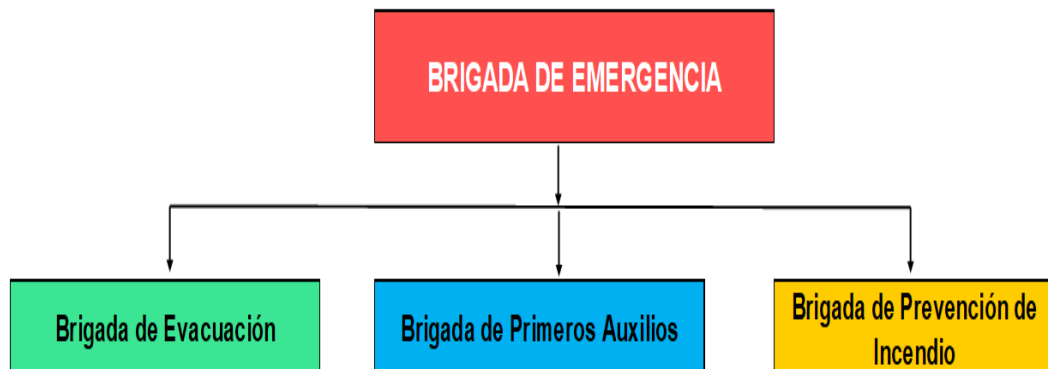 BRIGADA DE EMERGENCIA
Brigada de Evacuación
Brigada de Primeros Auxilios
Brigada de Prevención de
Incendio